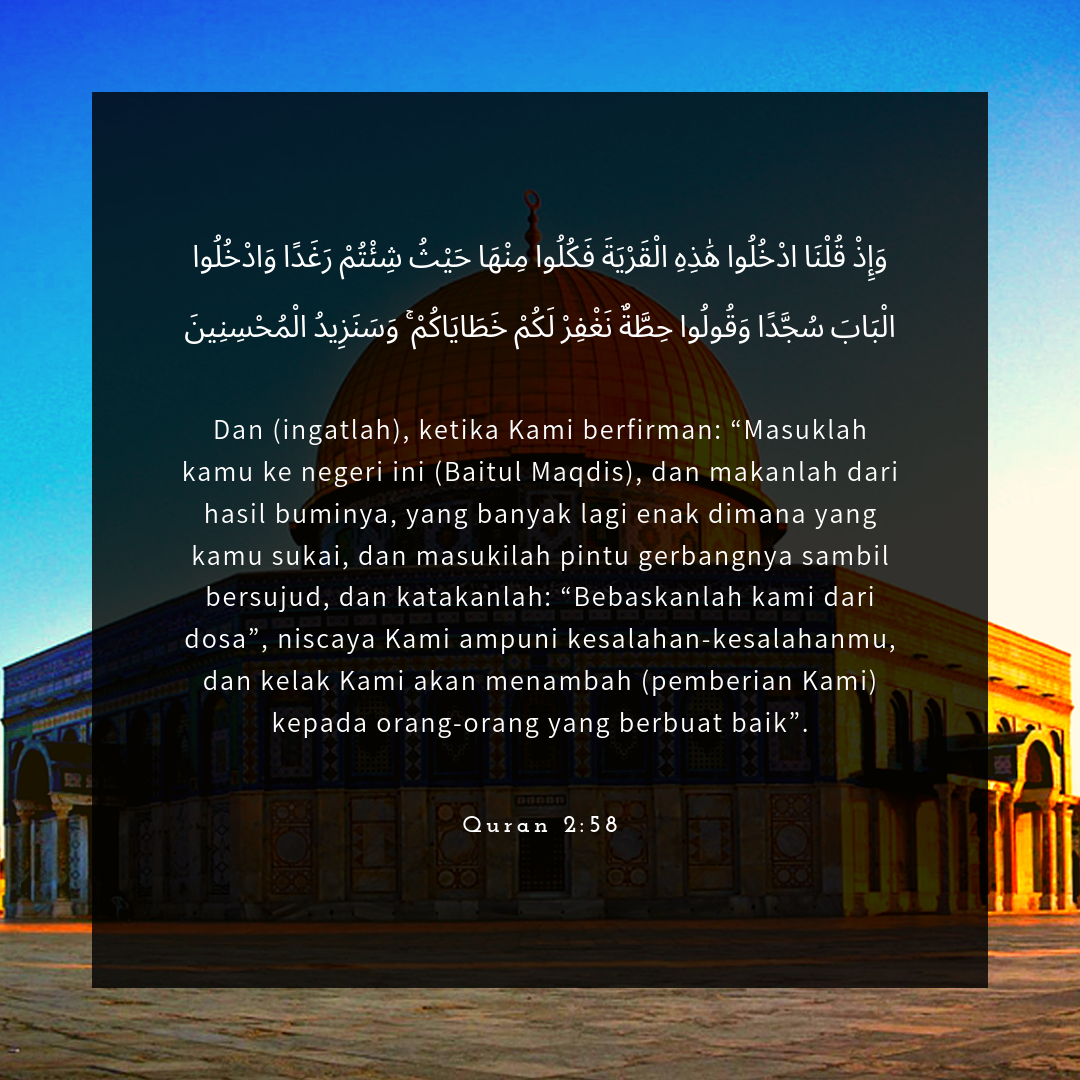 وَإِذْ قُلْنَا ادْخُلُوا هَٰذِهِ الْقَرْيَةَ فَكُلُوا مِنْهَا حَيْثُ شِئْتُمْ رَغَدًا وَادْخُلُوا
الْبَابَ سُجَّدًا وَقُولُوا حِطَّةٌ نَغْفِرْ لَكُمْ خَطَايَاكُمْ ۚ وَسَنَزِيدُ الْمُحْسِنِينَ
Dan (ingatlah), ketika Kami berfirman: “Masuklah
kamu ke negeri ini (Baitul Maqdis), dan makanlah dari
hasil buminya, yang banyak lagi enak dimana yang
kamu sukai, dan masukilah pintu gerbangnya sambil
bersujud, dan katakanlah: “Bebaskanlah kami dari
dosa”, niscaya Kami ampuni kesalahan-kesalahanmu,
dan kelak Kami akan menambah (pemberian Kami)
kepada orang-orang yang berbuat baik”.
Quran 2:58